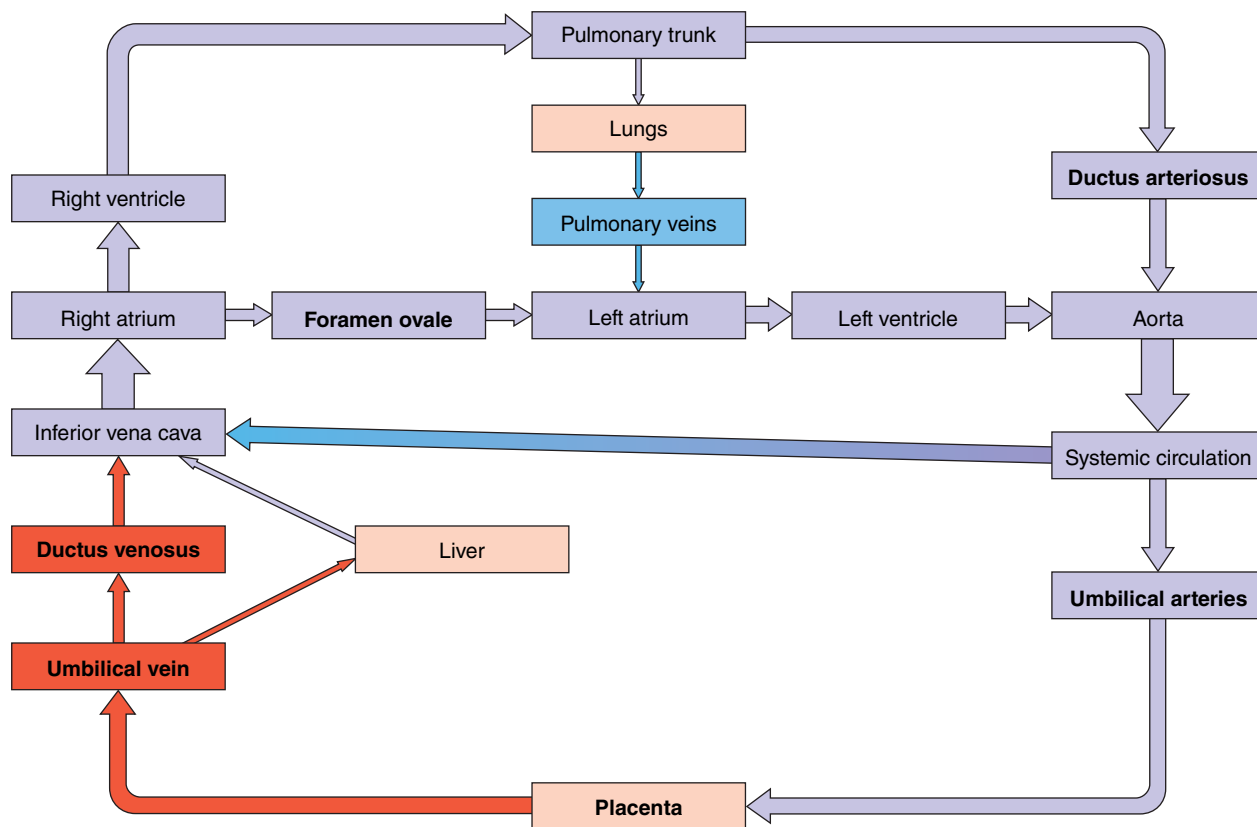 Pulmonary trunk
Lungs
Right ventricle
Pulmonary veins
Ductus arteriosus
Right atrium
Foramen ovale
Left atrium
Left ventricle
Aorta
Inferior vena cava
Systemic circulation
Ductus venosus
Liver
Umbilical arteries
Umbilical vein
Placenta